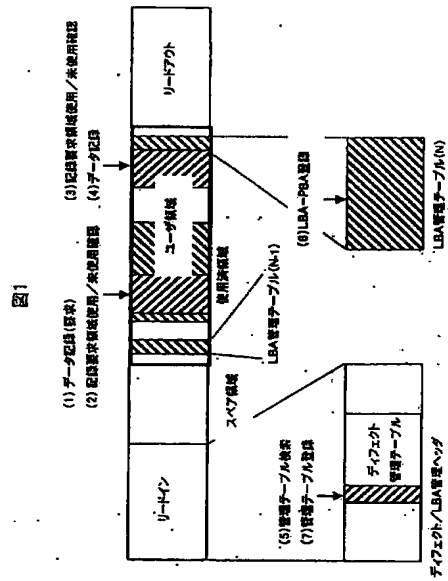 図1
(1) データ記録(要求)
(2) 記録要求領域使用/未使用確認
(3)記録要求領域使用/未使用確認
(4)データ記録
リードイン
ユーザ領域
リードアウト
スペア領域
使用済領域
LBA管理テーブル(N-1)
(6)LBA-PBA登録
(5)管理テーブル検索
(7)管理テーブル登録
ディフェクト
管理テーブル
ディフェクト/LBA管理ヘッダ
LBA管理テーブル(N)